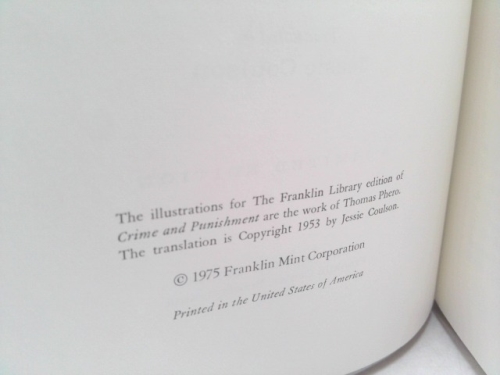 The illustrations for The Franklin Library edition of
Crime and Punishment are the work of Thomas Phero.
The translation is Copyright 1953 by Jessie Coulson.
© 1975 Franklin Mint Corporation
Printed in the United States of America